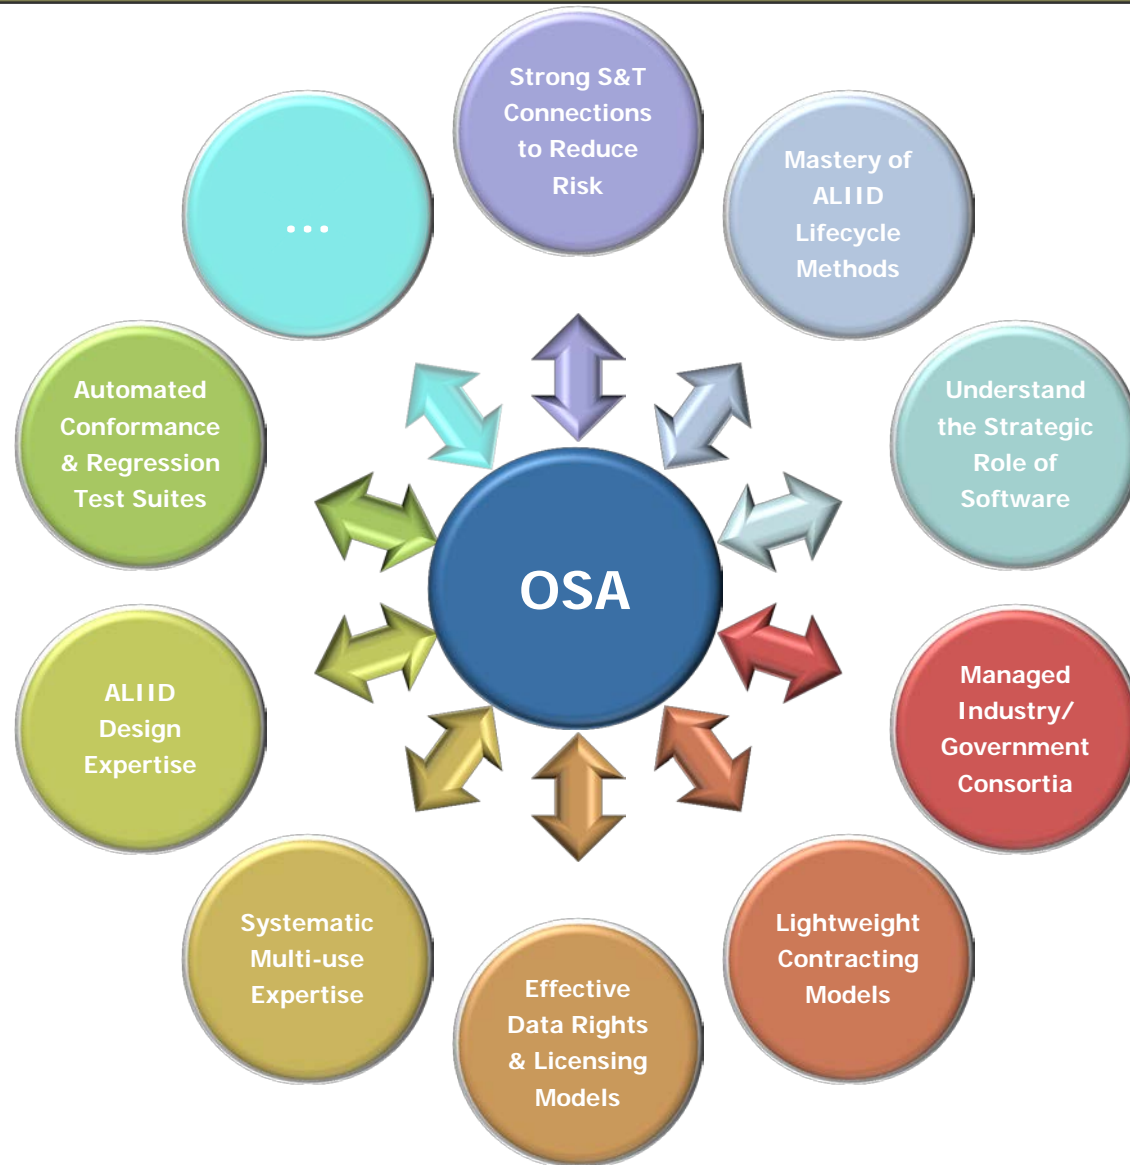 Strong S&T
Connections
to Reduce
Risk
Mastery of
ALIID
Lifecycle
Methods
Understand
the Strategic
Role of
Software
Managed
Industry/
Government
Consortia
Lightweight
Contracting
Models
Effective
Data Rights
& Licensing
Models
Systematic
Multi-use
Expertise
ALIID
Design
Expertise
Automated
Conformance
& Regression
Test Suites
...
OSA